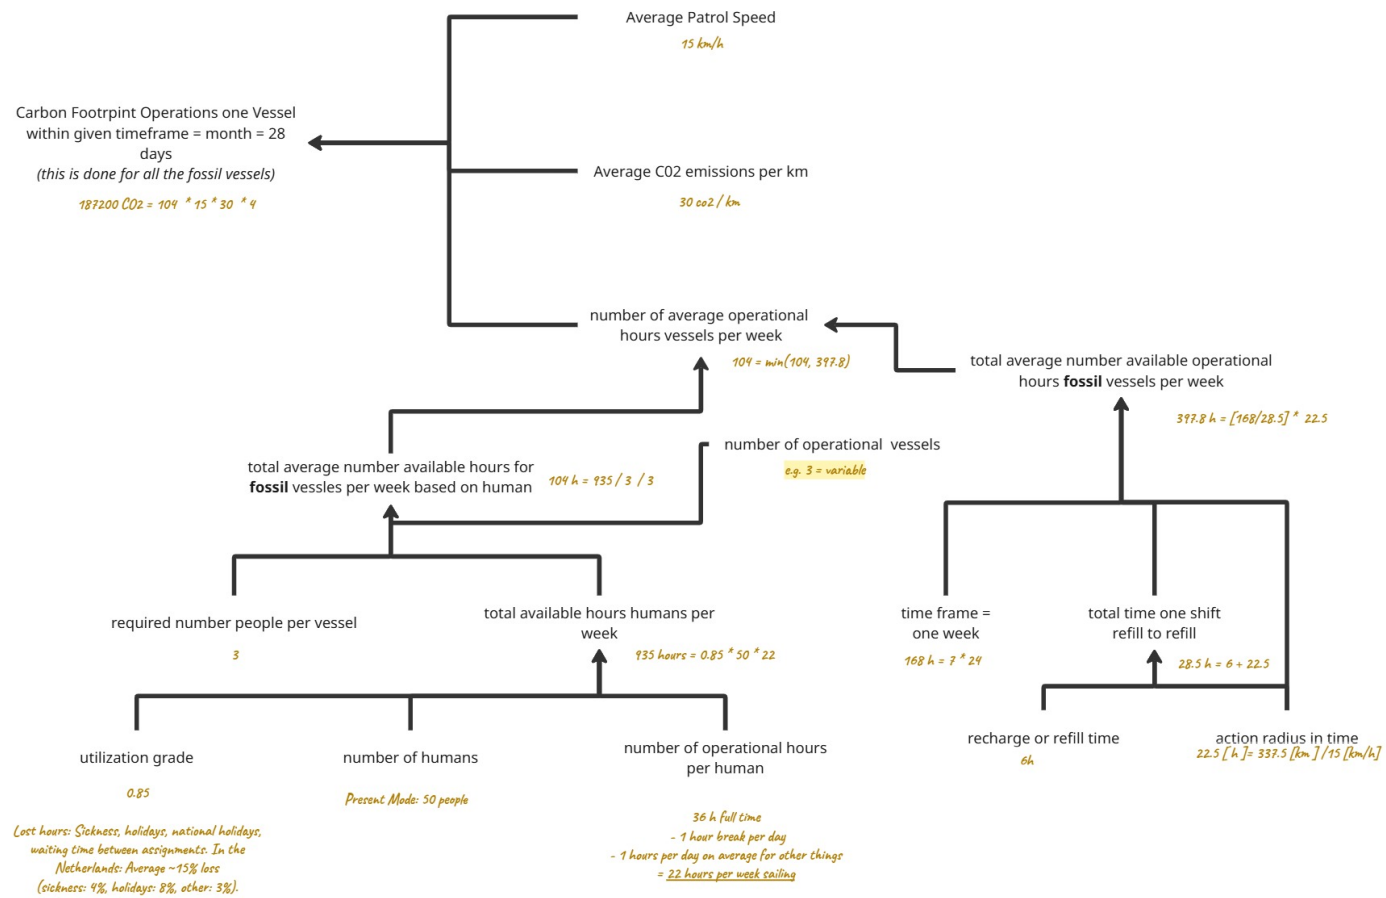 Average Patrol Speed
15 km/h
Carbon Footrpint Operations one Vessel
within given timeframe = month = 28
days
(this is done for all the fossil vessels)
187200 CO2 = 104 * 15 * 30 * 4
Average C02 emissions per km
30 co2 / km
number of average operational
hours vessels per week
104 = min(104, 397.8)
total average number available operational
hours fossil vessels per week
397.8 h = [168/28.5] * 22.5
number of operational vessels
e.g. 3 = variable
total average number available hours for
fossil vessles per week based on human
104 h = 935 / 3 / 3
required number people per vessel
3
total available hours humans per
week
935 hours = 0.85 * 50 * 22
time frame =
one week
168 h = 7 * 24
total time one shift
refill to refill
28.5 h = 6 + 22.5
utilization grade
0.85
Lost hours: Sickness, holidays, national holidays,
waiting time between assignments. In the
Netherlands: Average ~15% loss
(sickness: 4%, holidays: 8%, other: 3%).
number of humans
Present Mode: 50 people
number of operational hours
per human
36 h full time
- 1 hour break per day
- 1 hours per day on average for other things
= 22 hours per week sailing
recharge or refill time
6h
action radius in time
22.5 [ h ]= 337.5 [km ] /15 [km/h]